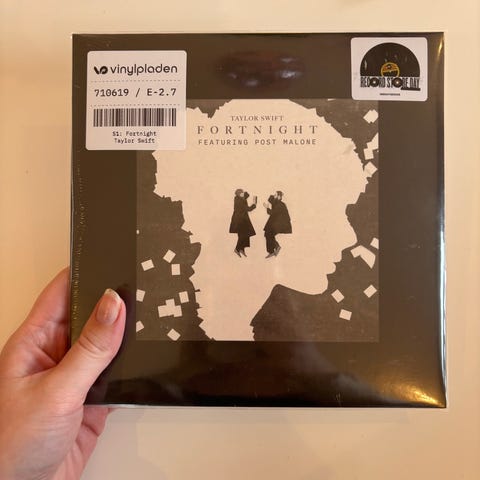 vinylpladen
710619 / E-2.7
S1: Fortnight
Taylor Swift
RECORD STORE DAY
TAYLOR SWIFT
FORTNIGHT
FEATURING POST MALONE